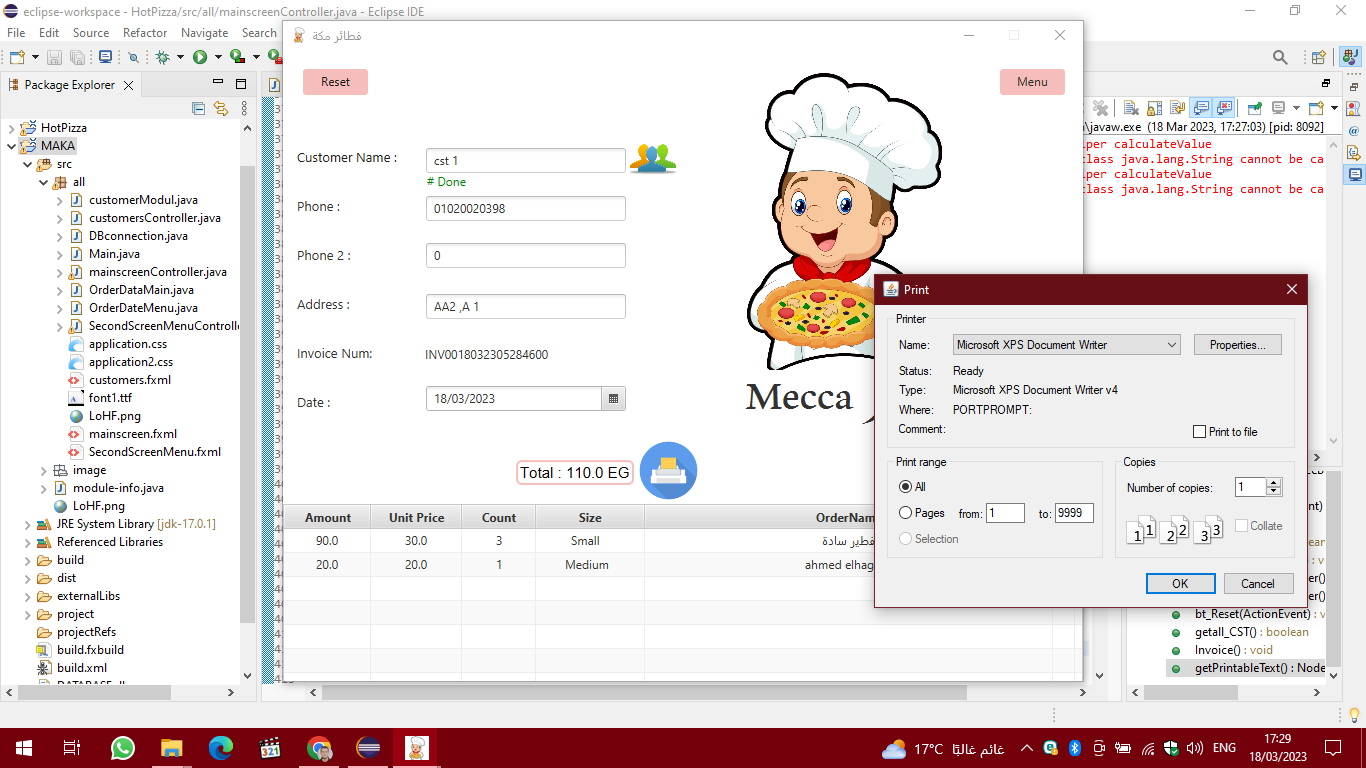 eclipse-workspace - HotPizza/src/all/mainscreenController.java - Eclipse IDE
File Edit Source Refactor Navigate Search
Package Explorer
HotPizza
MAKA
src
all
customerModul.java
customersController.java
DBconnection.java
Main.java
mainscreenController.java
OrderDataMain.java
OrderDataMenu.java
SecondScreenMenuControlle
application.css
application2.css
customers.fxml
font1.ttf
LoHF.png
mainscreen.fxml
SecondScreenMenu.fxml
image
module-info.java
LoHF.png
JRE System Library [jdk-17.0.1]
Referenced Libraries
build
dist
externalLibs
project
projectRefs
build.fxbuild
build.xml
فطائر مكة
Reset
Menu
Customer Name :
cst 1
# Done
Phone :
01020020398
Phone 2 :
0
Address :
AA2 ,A 1
Invoice Num:
INV0018032305284600
Date :
18/03/2023
Mecca
Total : 110.0 EG
Amount Unit Price Count Size OrderNam
90.0 30.0 3 Small فطير سادة
20.0 20.0 1 Medium ahmed elhag
\javaw.exe (18 Mar 2023, 17:27:03) [pid: 8092]
per calculateValue
class java.lang.String cannot be ca
per calculateValue
class java.lang.String cannot be ca
Print
Printer
Name:
Microsoft XPS Document Writer
Properties...
Status: Ready
Type: Microsoft XPS Document Writer v4
Where: PORTPROMPT:
Comment:
Print to file
Print range
All
Pages from: 1 to: 9999
Selection
Copies
Number of copies: 1
1 1 2 2 3 3
Collate
OK
Cancel
bt_Reset(ActionEvent) : v
getall_CST() : boolean
Invoice() : void
getPrintableText() : Node
321
17°C غائم غالبًا
ENG
17:29
18/03/2023